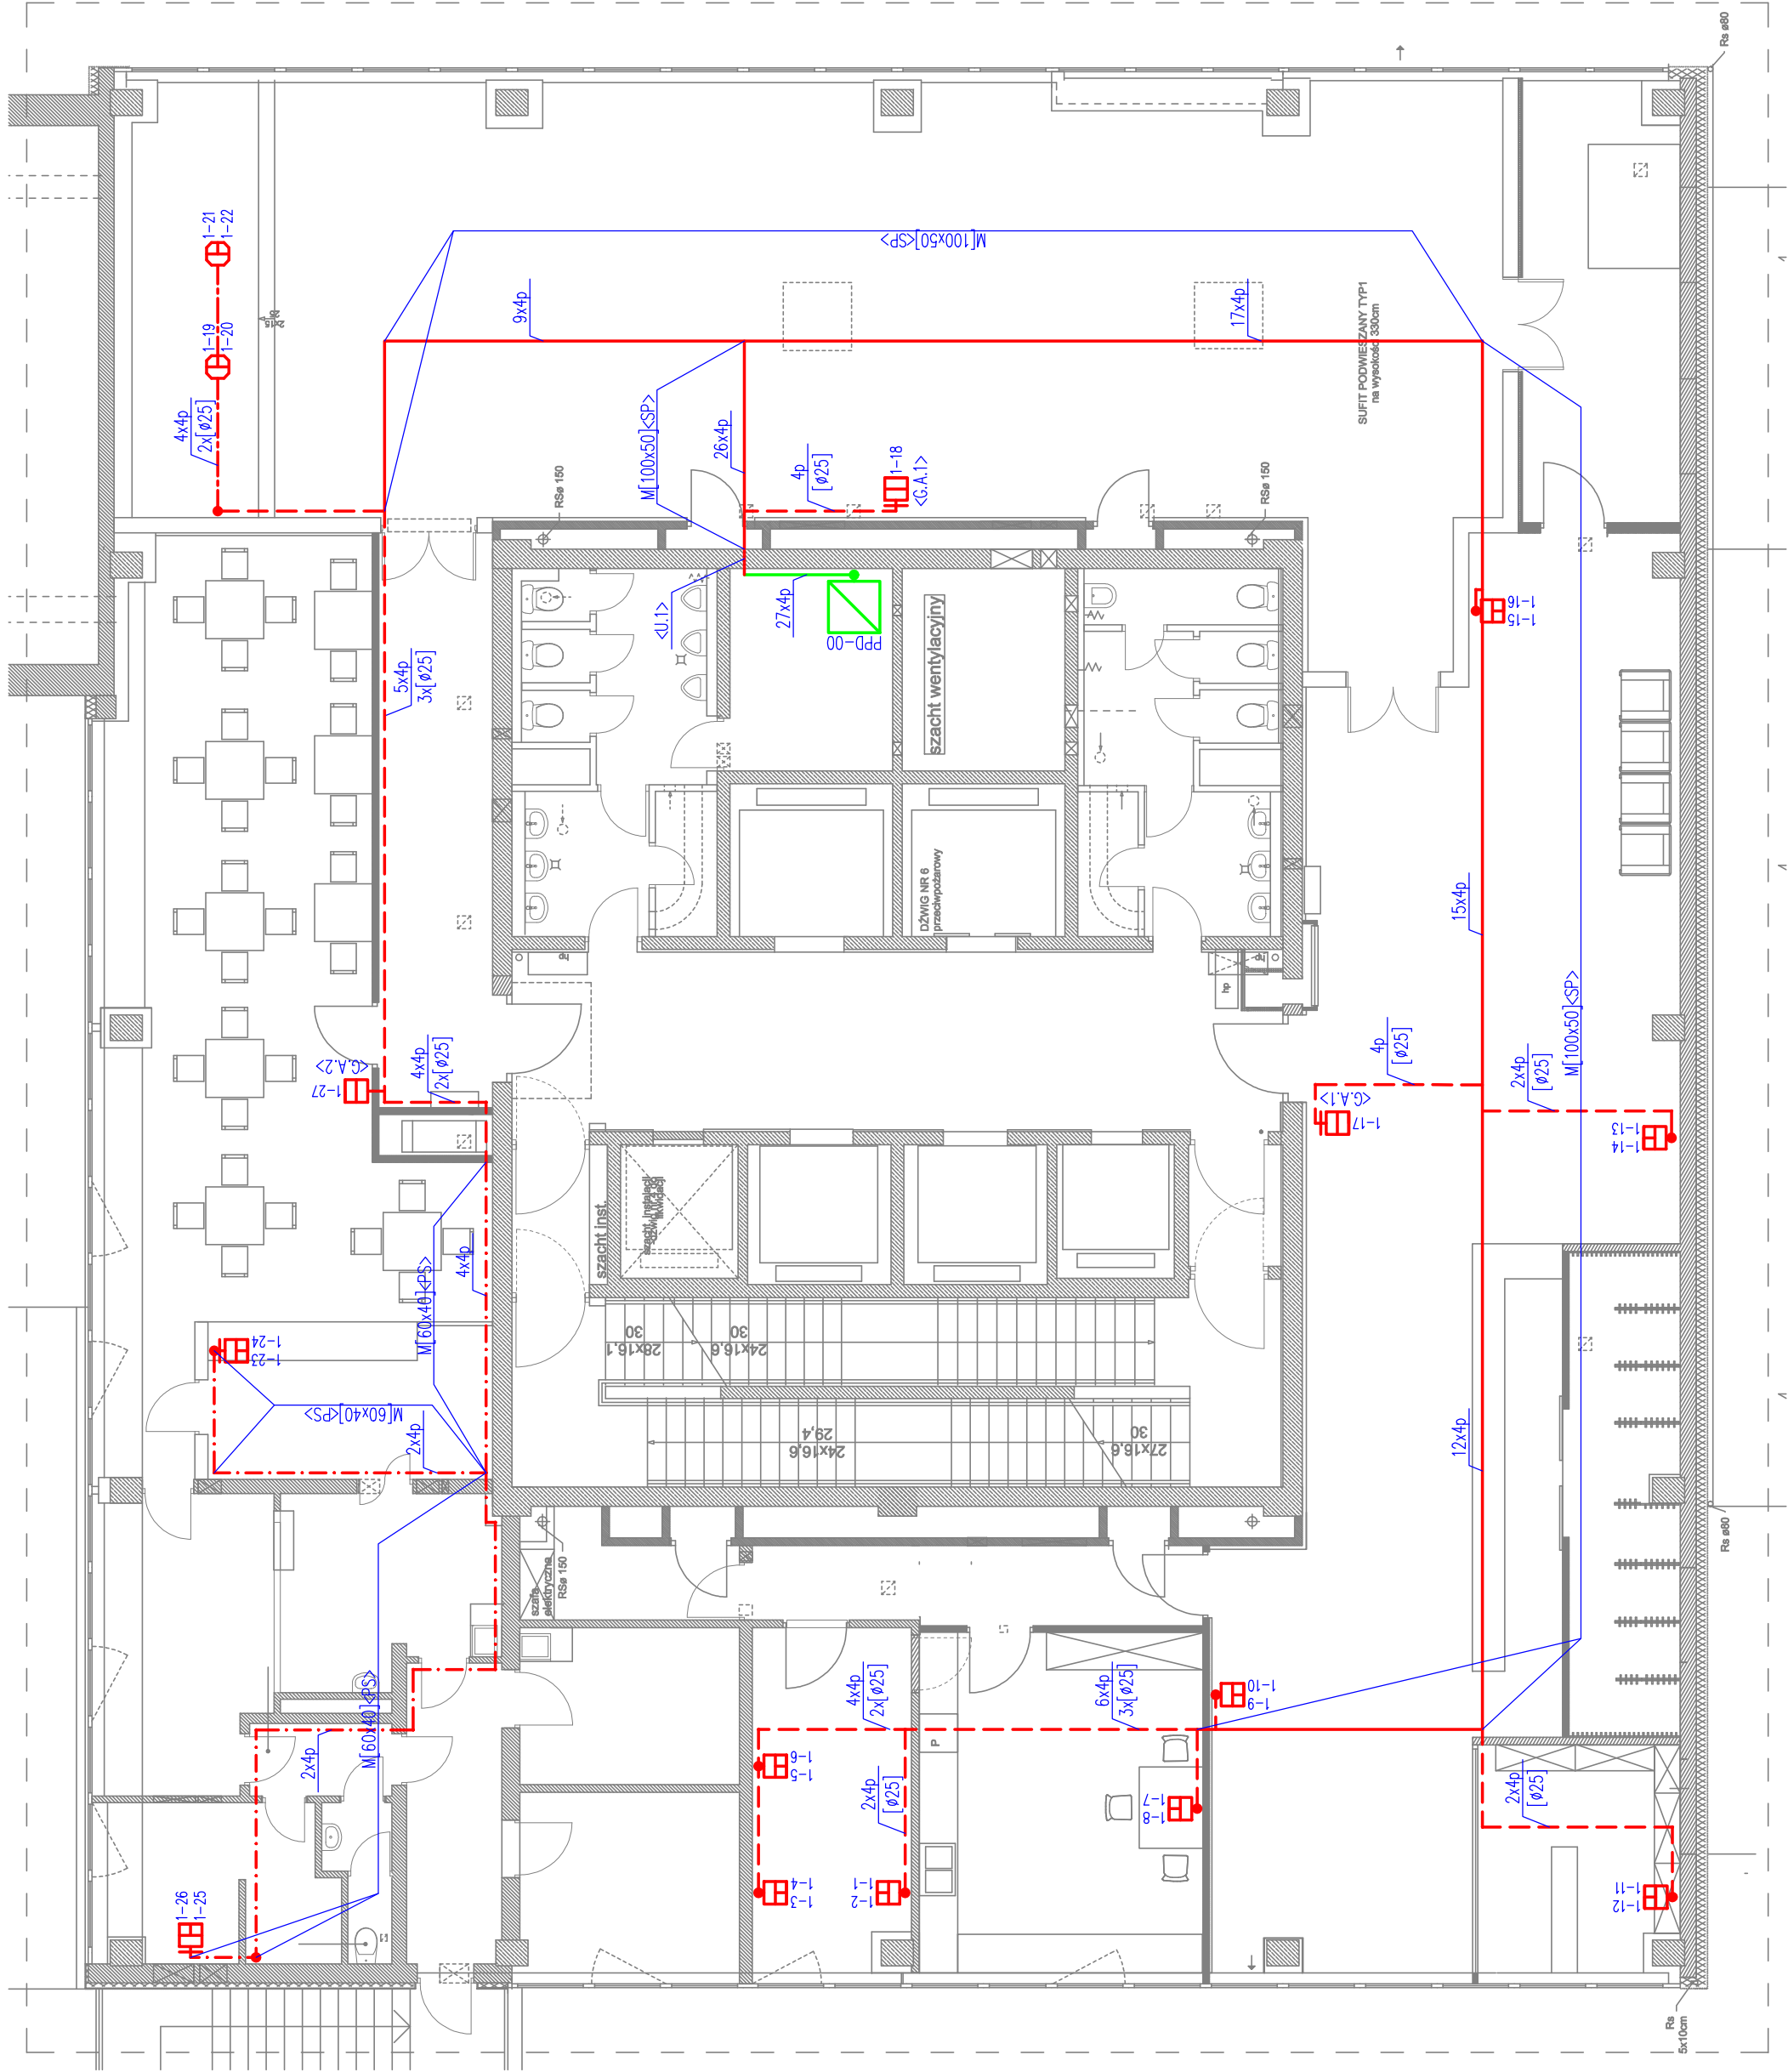 Rs ø80
1-21
1-22
M[100x50]<SP>
1-19
1-20
9x4p
17x4p
SUFIT PODWIESZANY TYP1
na wysokości 330cm
4x4p
2x[ø25]
M[100x50]<SP>
26x4p
4p
[ø25]
1-18
<G.A.1>
RSø 150
RSø 150
<U.1>
27x4p
PPD-00
szacht wentylacyjny
1-16
1-15
5x4p
3x[ø25]
DŹWIG NR 6
przeciwpożarowy
15x4p
hp
M[100x50]<SP>
<G.A.2>
1-27
4x4p
2x[ø25]
4p
[ø25]
<G.A.1>
1-17
2x4p
[ø25]
1-13
1-14
szacht inst.
M[60x40]<PS>
4x4p
1-24
1-23
28x16,1
30
24x16,6
30
M[60x40]<PS>
2x4p
24x16,6
29,4
27x16,6
30
12x4p
szafa
elektryczna
RSø 150
Rs ø80
M[60x40]<PS>
2x4p
4x4p
2x[ø25]
6x4p
3x[ø25]
1-10
1-9
P
1-6
1-5
2x4p
[ø25]
1-7
1-8
2x4p
[ø25]
1-26
1-25
1-4
1-3
1-1
1-2
1-11
1-12
Rs
5x10cm